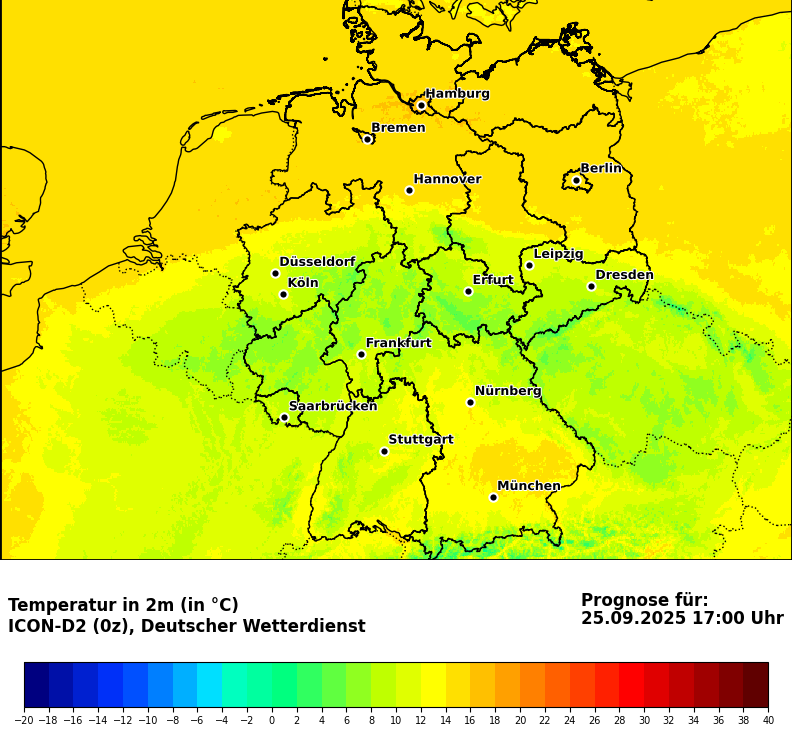 Hamburg
Bremen
Berlin
Hannover
Leipzig
Düsseldorf
Dresden
Köln
Erfurt
Frankfurt
Nürnberg
Saarbrücken
Stuttgart
München
Temperatur in 2m (in °C)
ICON-D2 (0z), Deutscher Wetterdienst
Prognose für:
25.09.2025 17:00 Uhr
−20 −18 −16 −14 −12 −10 −8 −6 −4 −2 0 2 4 6 8 10 12 14 16 18 20 22 24 26 28 30 32 34 36 38 40